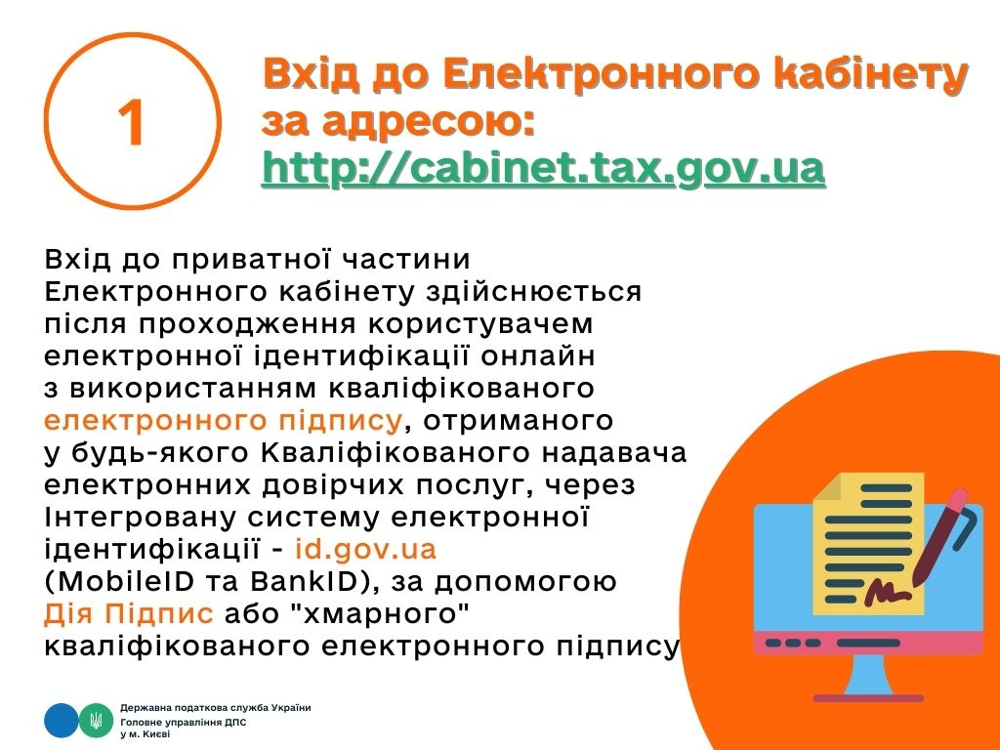 1
Вхід до Електронного кабінету
за адресою:
http://cabinet.tax.gov.ua
Вхід до приватної частини
Електронного кабінету здійснюється
після проходження користувачем
електронної ідентифікації онлайн
з використанням кваліфікованого
електронного підпису, отриманого
у будь-якого Кваліфікованого надавача
електронних довірчих послуг, через
Інтегровану систему електронної
ідентифікації - id.gov.ua
(MobileID та BankID), за допомогою
Дія Підпис або "хмарного"
кваліфікованого електронного підпису
Державна податкова служба України
Головне управління ДПС
у м. Києві